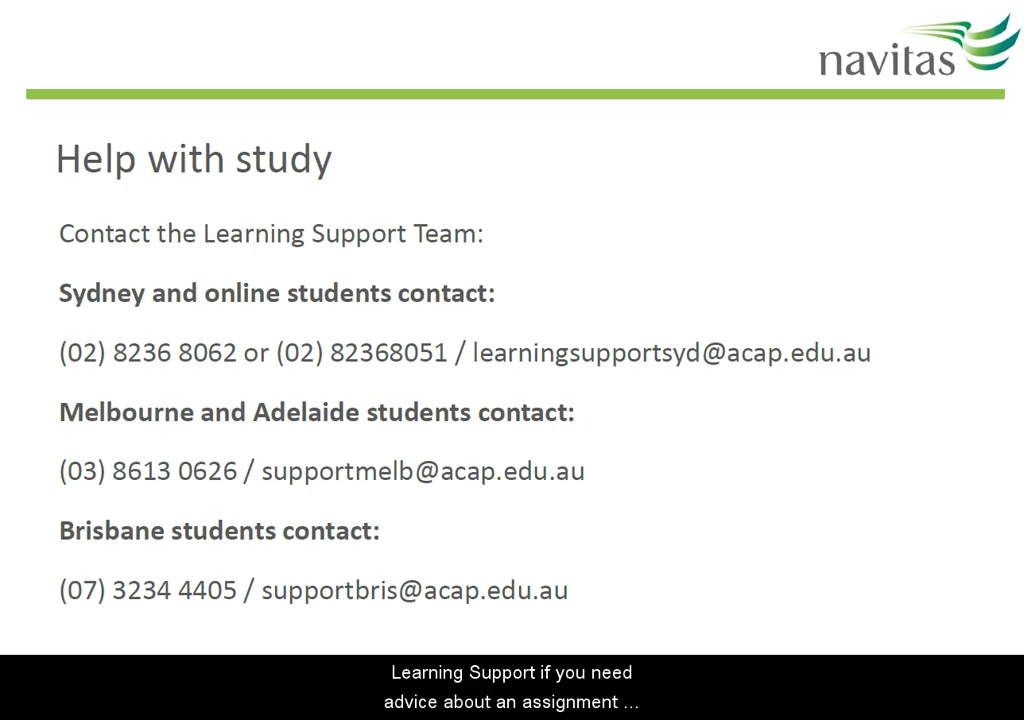 navitas
Help with study
Contact the Learning Support Team:
Sydney and online students contact:
(02) 8236 8062 or (02) 82368051 / learningsupportsyd@acap.edu.au
Melbourne and Adelaide students contact:
(03) 8613 0626 / supportmelb@acap.edu.au
Brisbane students contact:
(07) 3234 4405 / supportbris@acap.edu.au
Learning Support if you need
advice about an assignment ...